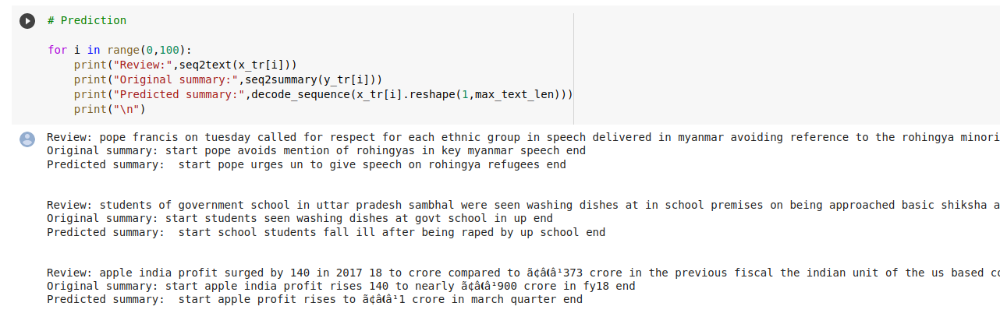 # Prediction
for i in range(0,100):
print("Review:",seq2text(x_tr[i]))
print("Original summary:",seq2summary(y_tr[i]))
print("Predicted summary:",decode_sequence(x_tr[i].reshape(1,max_text_len)))
print("\n")
Review: pope francis on tuesday called for respect for each ethnic group in speech delivered in myanmar avoiding reference to the rohingya minori
Original summary: start pope avoids mention of rohingyas in key myanmar speech end
Predicted summary:  start pope urges un to give speech on rohingya refugees end
Review: students of government school in uttar pradesh sambhal were seen washing dishes at in school premises on being approached basic shiksha a
Original summary: start students seen washing dishes at govt school in up end
Predicted summary:  start school students fall ill after being raped by up school end
Review: apple india profit surged by 140 in 2017 18 to crore compared to ã¢ââ¹373 crore in the previous fiscal the indian unit of the us based co
Original summary: start apple india profit rises 140 to nearly ã¢ââ¹900 crore in fy18 end
Predicted summary:  start apple profit rises to ã¢ââ¹1 crore in march quarter end